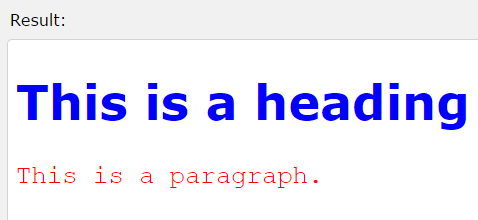 Result:
This is a heading
This is a paragraph.